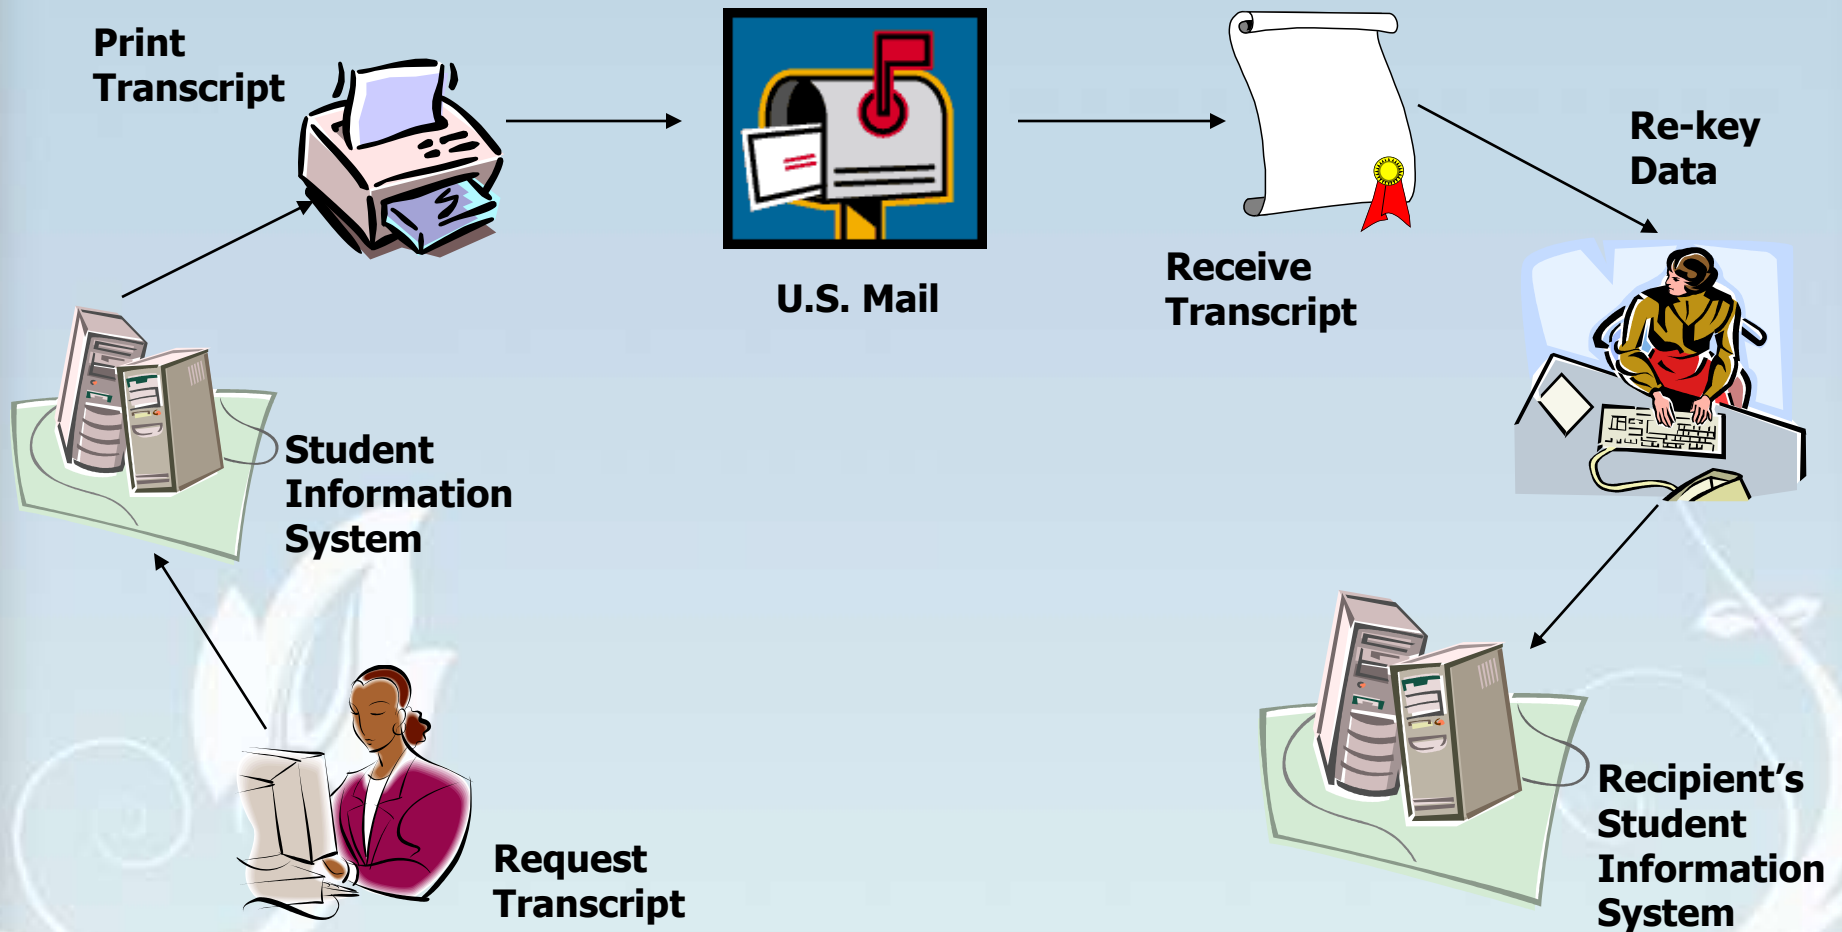 Print
Transcript
U.S. Mail
Receive
Transcript
Re-key
Data
Student
Information
System
Request
Transcript
Recipient’s
Student
Information
System